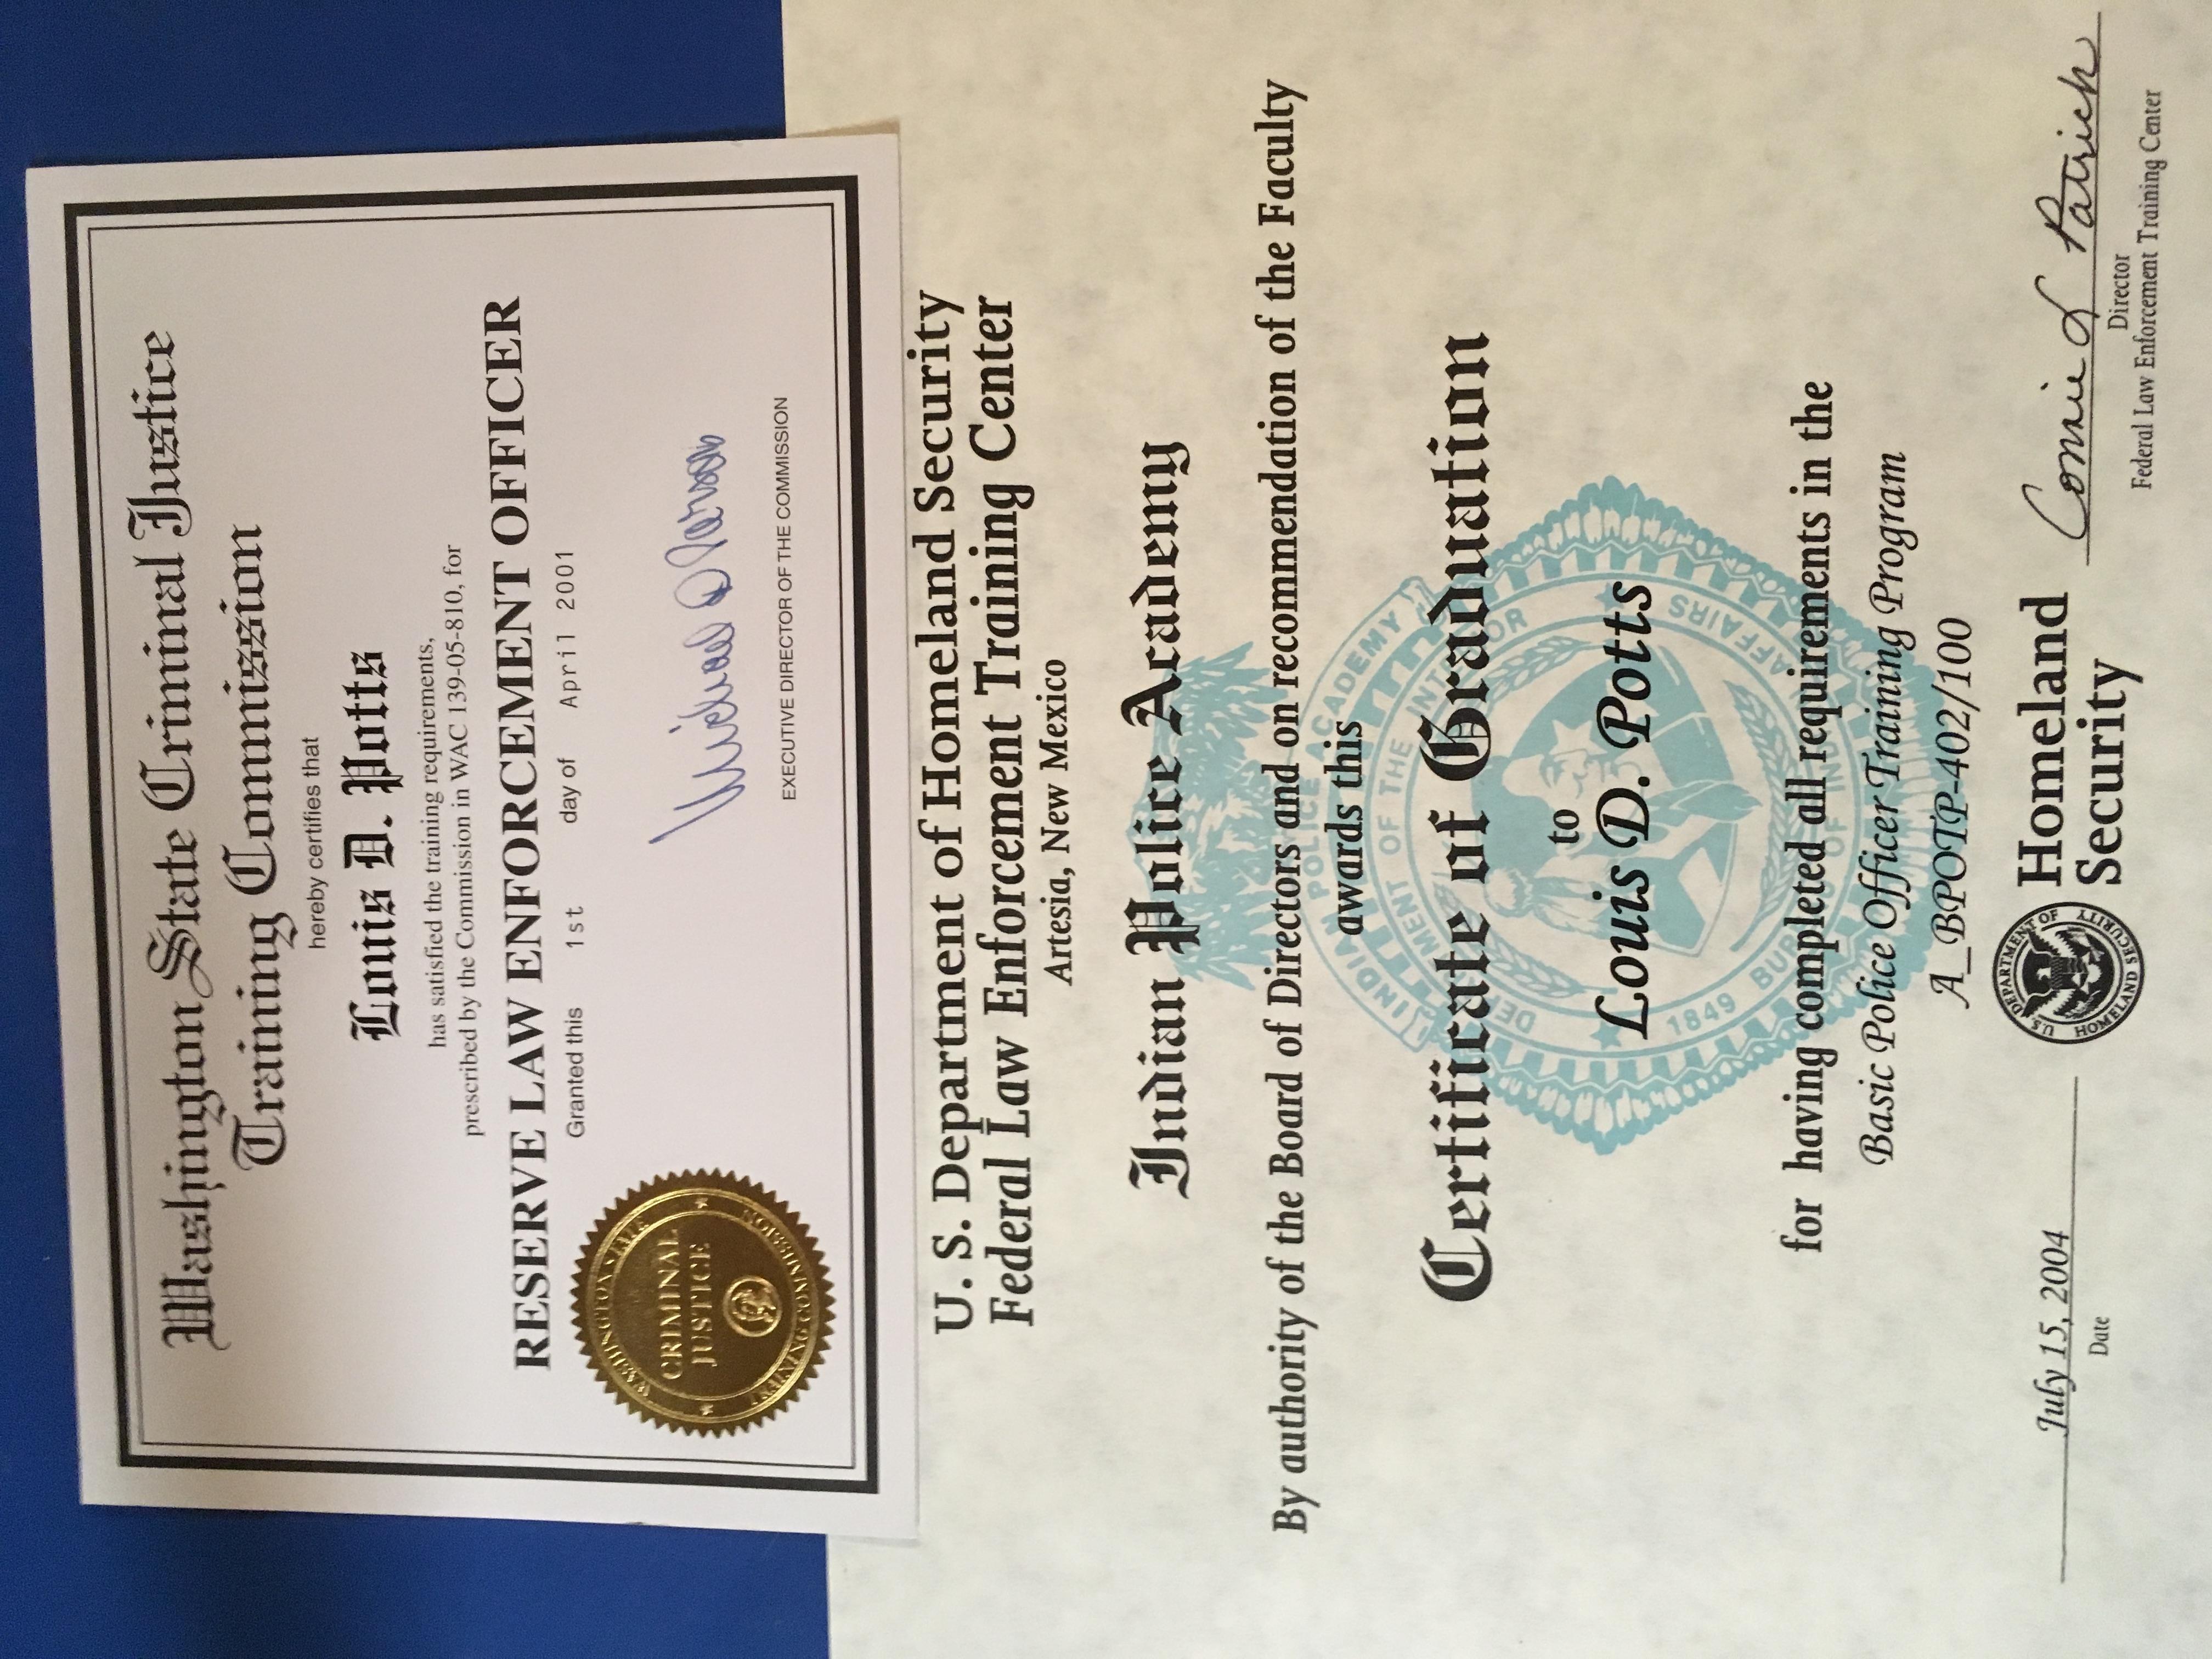 Washington State Criminal Justice
Training Commission
hereby certifies that
Louis D. Potts
has satisfied the training requirements,
prescribed by the Commission in WAC 139-05-810, for
RESERVE LAW ENFORCEMENT OFFICER
Granted this 1st day of April 2001
EXECUTIVE DIRECTOR OF THE COMMISSION
WASHINGTON STATE
CRIMINAL
JUSTICE
TRAINING COMMISSION
U. S. Department of Homeland Security
Federal Law Enforcement Training Center
Artesia, New Mexico
Indian Police Academy
By authority of the Board of Directors and on recommendation of the Faculty
awards this
Certificate of Graduation
to
Louis D. Potts
for having completed all requirements in the
Basic Police Officer Training Program
A_BPOTP-402/100
INDIAN POLICE ACADEMY
DEPARTMENT OF THE INTERIOR
1849 BUREAU OF INDIAN AFFAIRS
July 15, 2004
Date
U.S. DEPARTMENT OF HOMELAND SECURITY
Homeland
Security
Connie L Patrick
Director
Federal Law Enforcement Training Center